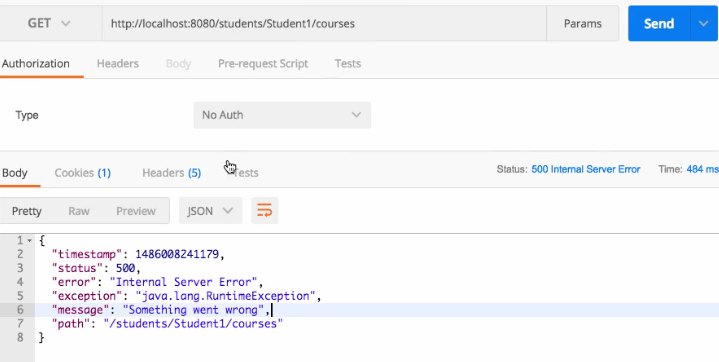 GET http://localhost:8080/students/Student1/courses Params Send
Authorization Headers Body Pre-request Script Tests
Type No Auth
Body Cookies (1) Headers (5) Tests Status: 500 Internal Server Error Time: 484 ms
Pretty Raw Preview JSON
1 {
2 "timestamp": 1486008241179,
3 "status": 500,
4 "error": "Internal Server Error",
5 "exception": "java.lang.RuntimeException",
6 "message": "Something went wrong",
7 "path": "/students/Student1/courses"
8 }